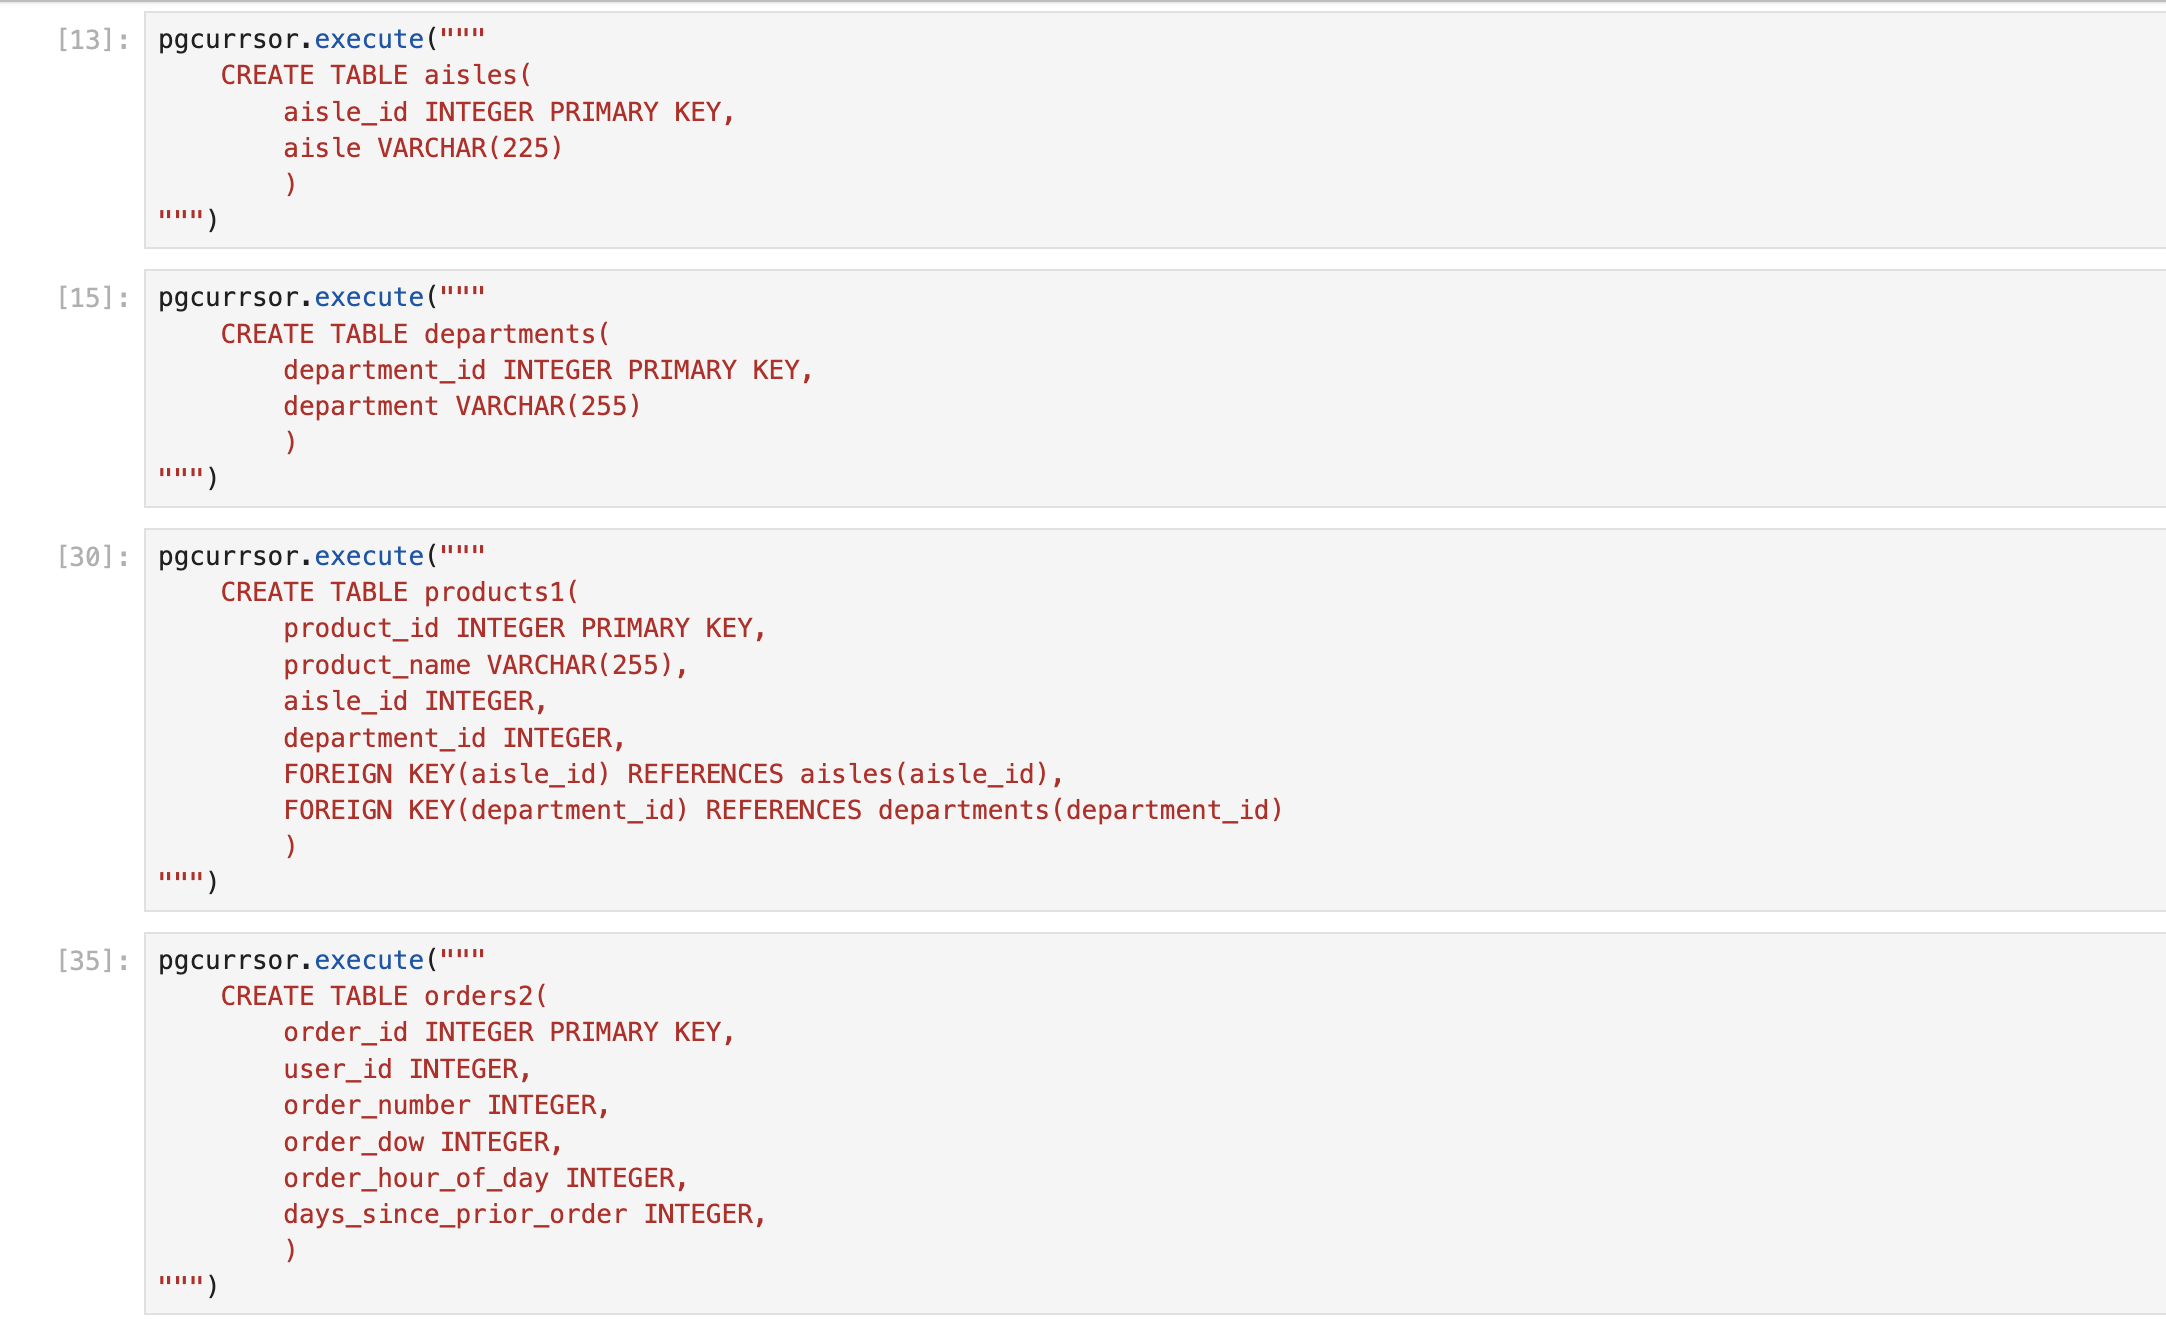 [13]: pgcurrsor.execute("""
    CREATE TABLE aisles(
        aisle_id INTEGER PRIMARY KEY,
        aisle VARCHAR(225)
        )
""")
[15]: pgcurrsor.execute("""
    CREATE TABLE departments(
        department_id INTEGER PRIMARY KEY,
        department VARCHAR(255)
        )
""")
[30]: pgcurrsor.execute("""
    CREATE TABLE products1(
        product_id INTEGER PRIMARY KEY,
        product_name VARCHAR(255),
        aisle_id INTEGER,
        department_id INTEGER,
        FOREIGN KEY(aisle_id) REFERENCES aisles(aisle_id),
        FOREIGN KEY(department_id) REFERENCES departments(department_id)
        )
""")
[35]: pgcurrsor.execute("""
    CREATE TABLE orders2(
        order_id INTEGER PRIMARY KEY,
        user_id INTEGER,
        order_number INTEGER,
        order_dow INTEGER,
        order_hour_of_day INTEGER,
        days_since_prior_order INTEGER,
        )
""")